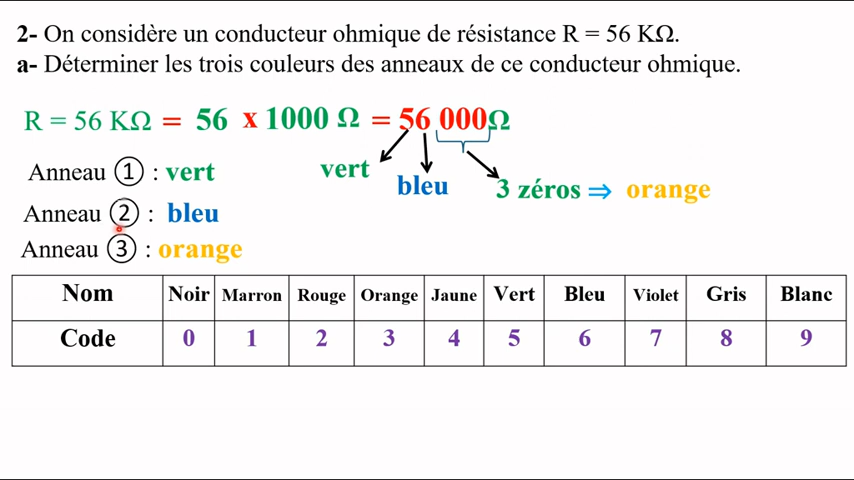 2- On considère un conducteur ohmique de résistance R = 56 KΩ.
a- Déterminer les trois couleurs des anneaux de ce conducteur ohmique.
R = 56 KΩ = 56 x 1000 Ω = 56 000Ω
Anneau ① : vert
vert
bleu
3 zéros ⇒ orange
Anneau ② : bleu
Anneau ③ : orange
Nom Noir Marron Rouge Orange Jaune Vert Bleu Violet Gris Blanc
Code 0 1 2 3 4 5 6 7 8 9